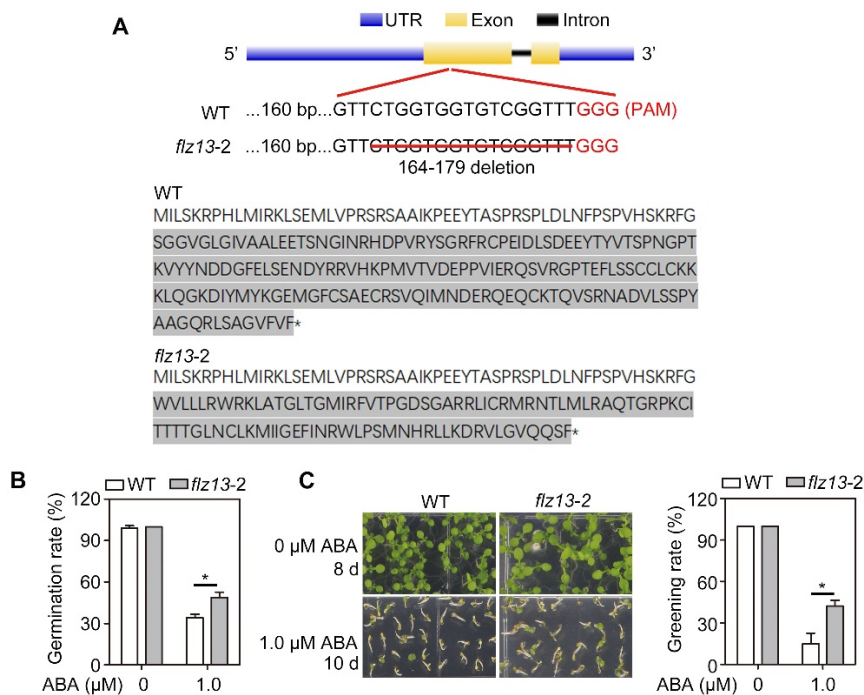 A
UTR Exon Intron
5’ 3’
WT ...160 bp...GTTCTGGTGGTGTCGGTTTGGG (PAM)
flz13-2 ...160 bp...GTTCTGGTGGTGTCGGTTTGGG
164-179 deletion
WT
MILSKRPHLMIRKLSEMLVPRSRSAAIKPEEYTASPRSPLDLNFPSPVHSKRFG
SGGVGLGIVAALEETSNGINRHDPVRYSGRFRCPEIDLSDEEYTYVTSPNGPT
KVYYNDDGFELSENDYRRVHKPMVTVDEPPVIERQSVRGPTEFLSSCCLCKK
KLQGKDIYMYKGEMGFCSAECRSVQIMNDERQEQCKTQVSRNADVLSSPY
AAGQRLSAGVFVF*
flz13-2
MILSKRPHLMIRKLSEMLVPRSRSAAIKPEEYTASPRSPLDLNFPSPVHSKRFG
WVLLLRWRKLATGLTGMIRFVTPGDSGARRLICRMRNTLMLRAQTGRPKCI
TTTTGLNCLKMIIGEFINRWLPSMNHRLLKDRVLGVQQSF*
B
WT flz13-2
Germination rate (%)
120
90
60
30
0
*
ABA (μM) 0 1.0
C
WT flz13-2
0 μM ABA
8 d
1.0 μM ABA
10 d
WT flz13-2
Greening rate (%)
120
90
60
30
0
*
ABA (μM) 0 1.0